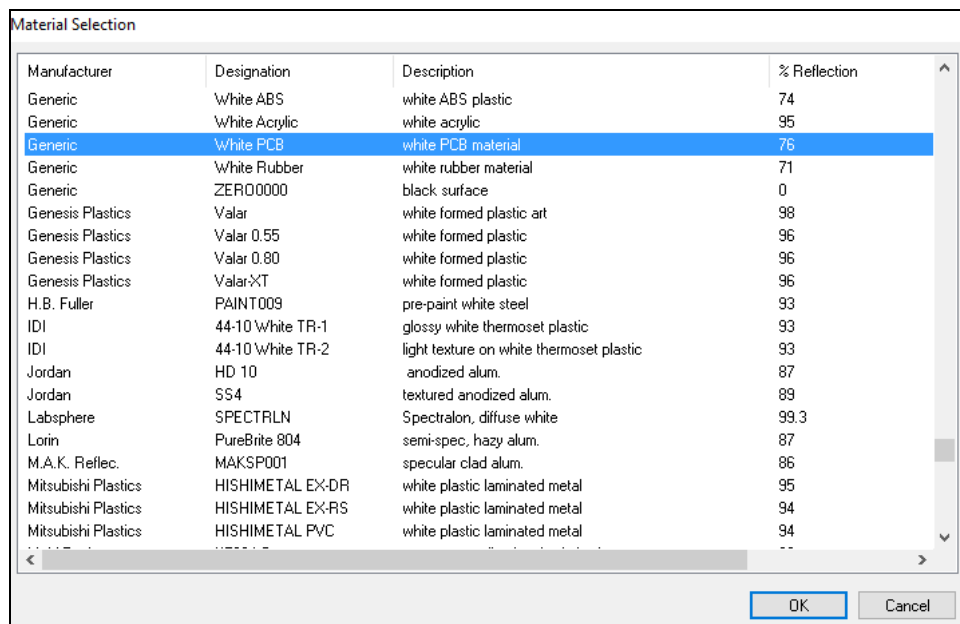 Material Selection
Manufacturer Designation Description % Reflection
Generic White ABS white ABS plastic 74
Generic White Acrylic white acrylic 95
Generic White PCB white PCB material 76
Generic White Rubber white rubber material 71
Generic ZERO0000 black surface 0
Genesis Plastics Valar white formed plastic art 98
Genesis Plastics Valar 0.55 white formed plastic 96
Genesis Plastics Valar 0.80 white formed plastic 96
Genesis Plastics Valar-XT white formed plastic 96
H.B. Fuller PAINT009 pre-paint white steel 93
IDI 44-10 White TR-1 glossy white thermoset plastic 93
IDI 44-10 White TR-2 light texture on white thermoset plastic 93
Jordan HD 10 anodized alum. 87
Jordan SS4 textured anodized alum. 89
Labsphere SPECTRLN Spectralon, diffuse white 99.3
Lorin PureBrite 804 semi-spec, hazy alum. 87
M.A.K. Reflec. MAKSP001 specular clad alum. 86
Mitsubishi Plastics HISHIMETAL EX-DR white plastic laminated metal 95
Mitsubishi Plastics HISHIMETAL EX-RS white plastic laminated metal 94
Mitsubishi Plastics HISHIMETAL PVC white plastic laminated metal 94
OK Cancel